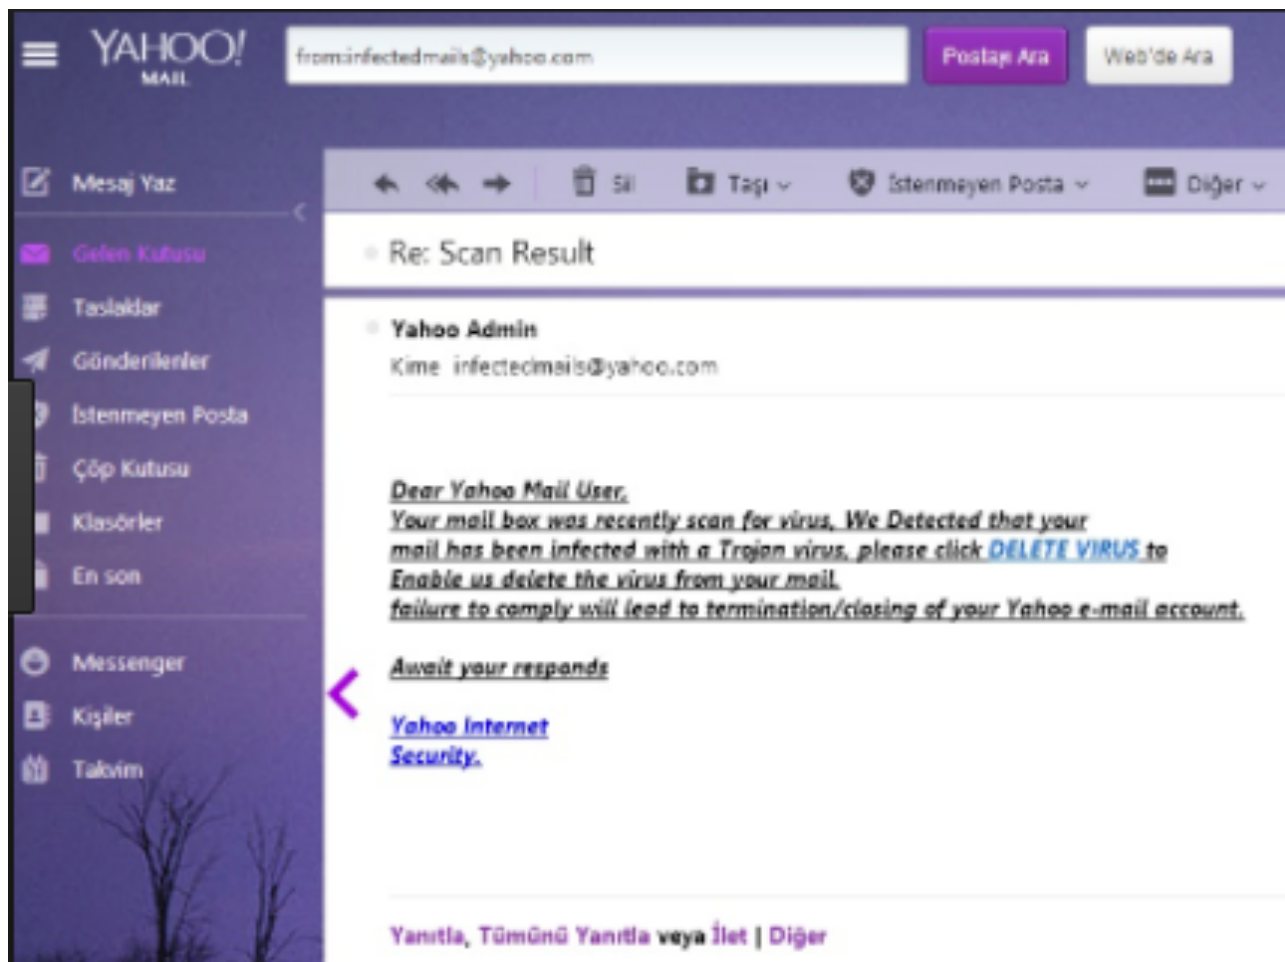 YAHOO!
MAIL
from:infectedmails@yahoo.com
Postayı Ara
Web'de Ara
Mesaj Yaz
Sil
Taşı
İstenmeyen Posta
Diğer
Gelen Kutusu
Taslaklar
Gönderilenler
İstenmeyen Posta
Çöp Kutusu
Klasörler
En son
Messenger
Kişiler
Takvim
Re: Scan Result
Yahoo Admin
Kime infectedmails@yahoo.com
Dear Yahoo Mail User,
Your mail box was recently scan for virus, We Detected that your
mail has been infected with a Trojan virus, please click DELETE VIRUS to
Enable us delete the virus from your mail.
failure to comply will lead to termination/closing of your Yahoo e-mail account.
Await your responds
Yahoo Internet
Security.
Yanıtla, Tümünü Yanıtla veya İlet | Diğer